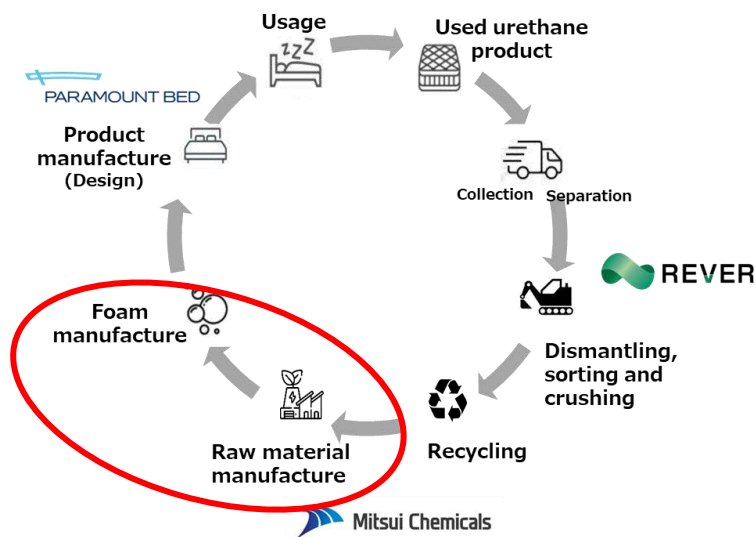 Usage
Used urethane
product
zzZ
PARAMOUNT BED
Product
manufacture
(Design)
Collection
Separation
REVER
Foam
manufacture
Dismantling,
sorting and
crushing
Recycling
Raw material
manufacture
Mitsui Chemicals